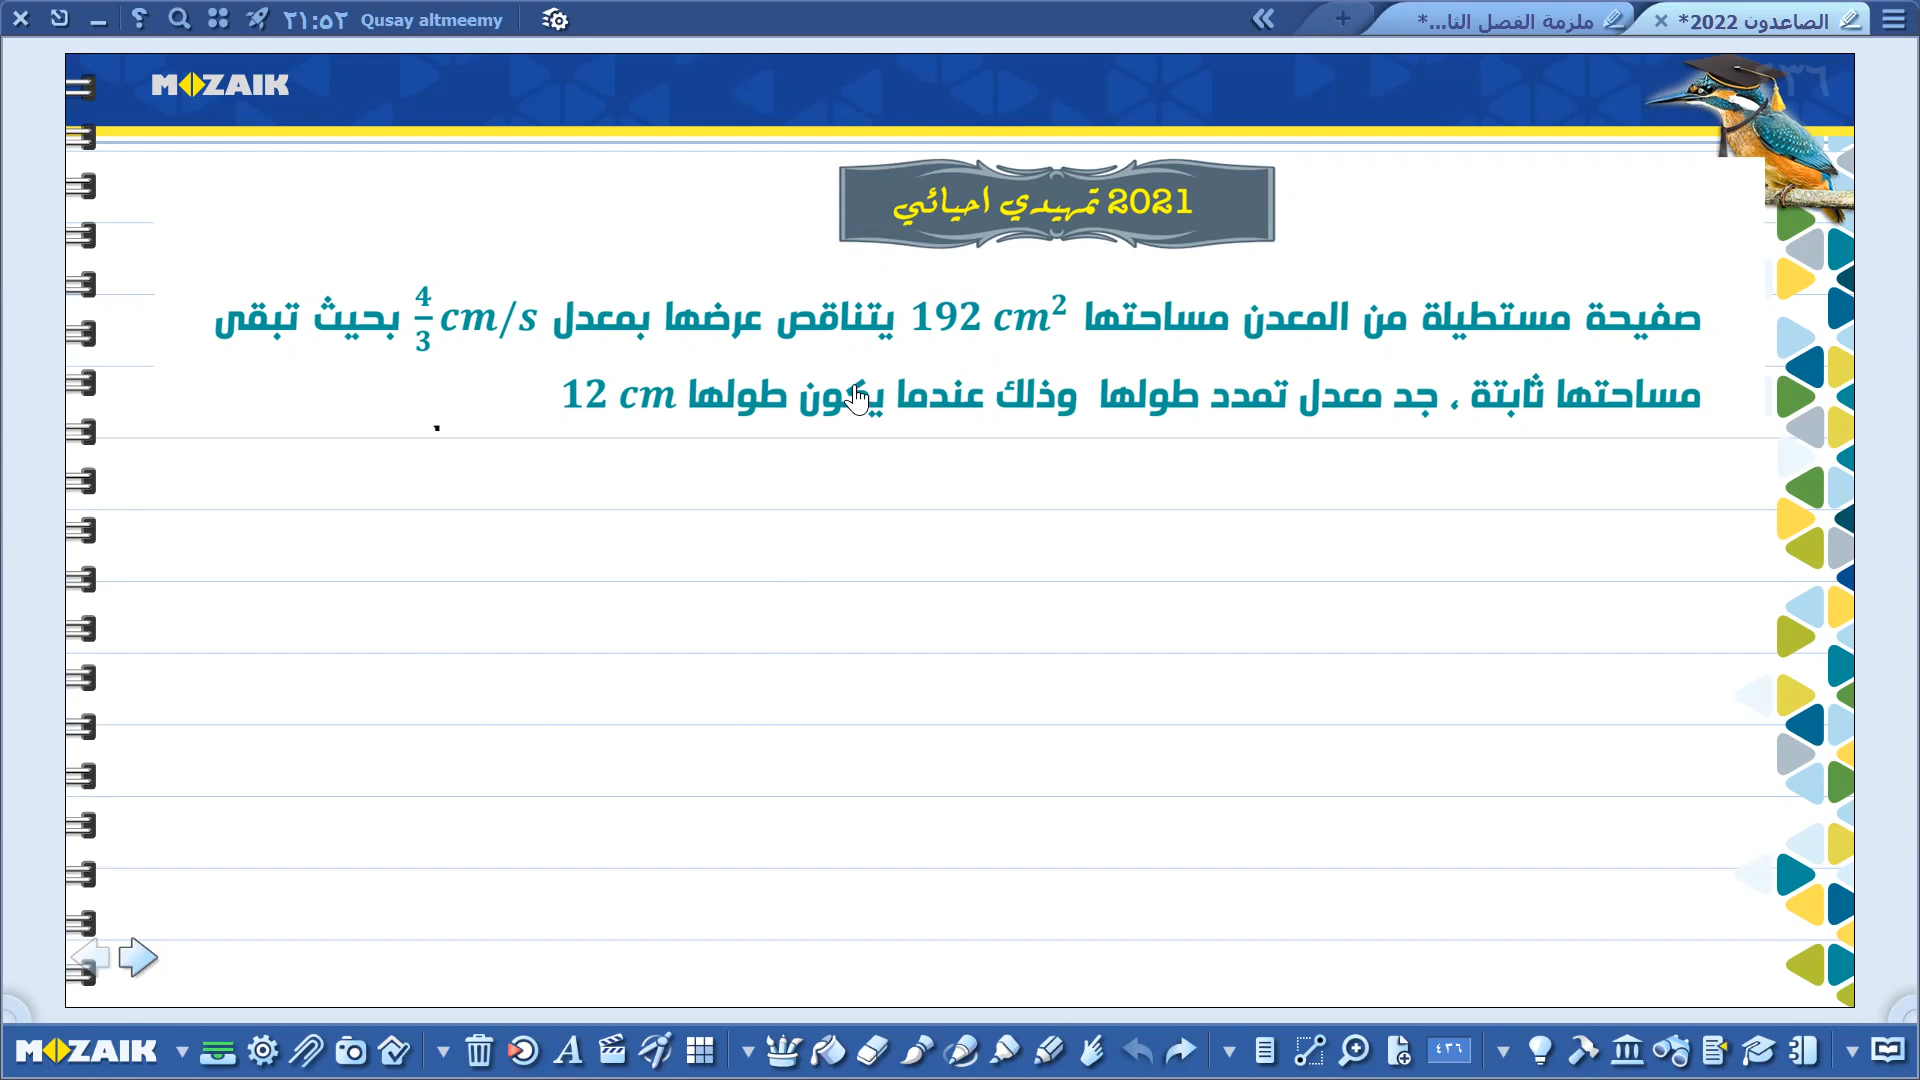 الصاعدون 2022*
ملزمة الفصل الثا...*
Qusay altmeemy
٢١:٥٢
MOZAIK
٤٣٦
2021 تمهيدي احيائي
صفيحة مستطيلة من المعدن مساحتها 192 cm² يتناقص عرضها بمعدل 4/3 cm/s بحيث تبقى
مساحتها ثابتة ، جد معدل تمدد طولها وذلك عندما يكون طولها 12 cm
MOZAIK
٤٣٦